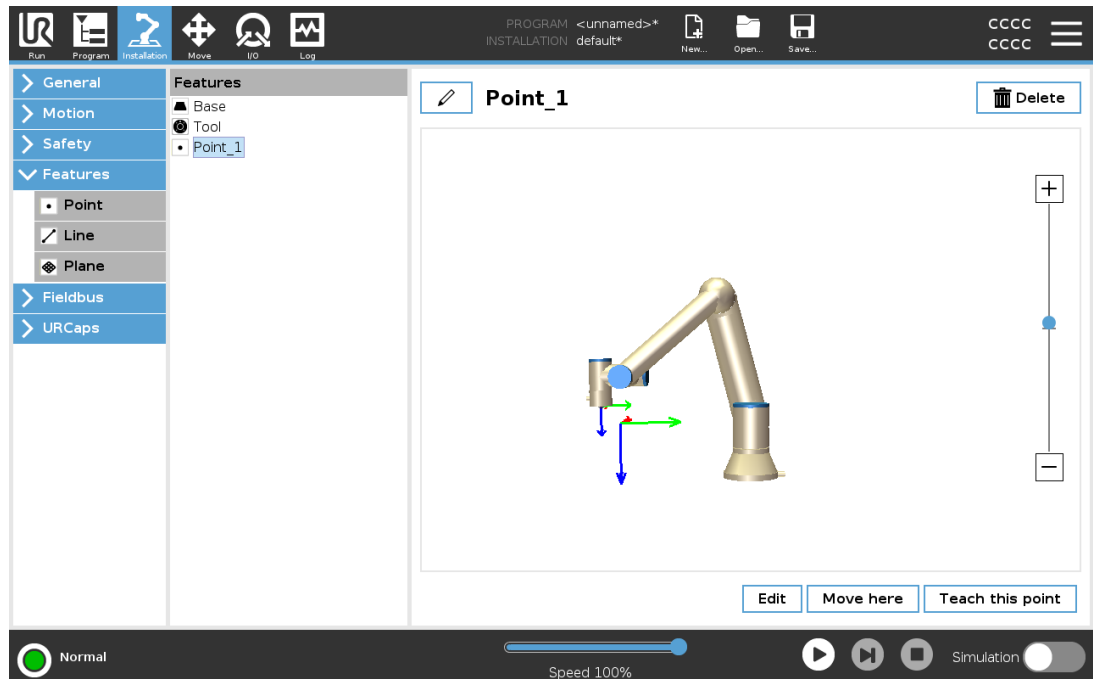 PROGRAM <unnamed>*
INSTALLATION default*
CCCC
CCCC
Run Program Installation Move I/O Log New... Open... Save...
General
Motion
Safety
Features
Point
Line
Plane
Fieldbus
URCaps
Features
Base
Tool
Point_1
Point_1
Delete
Edit Move here Teach this point
Normal
Speed 100%
Simulation